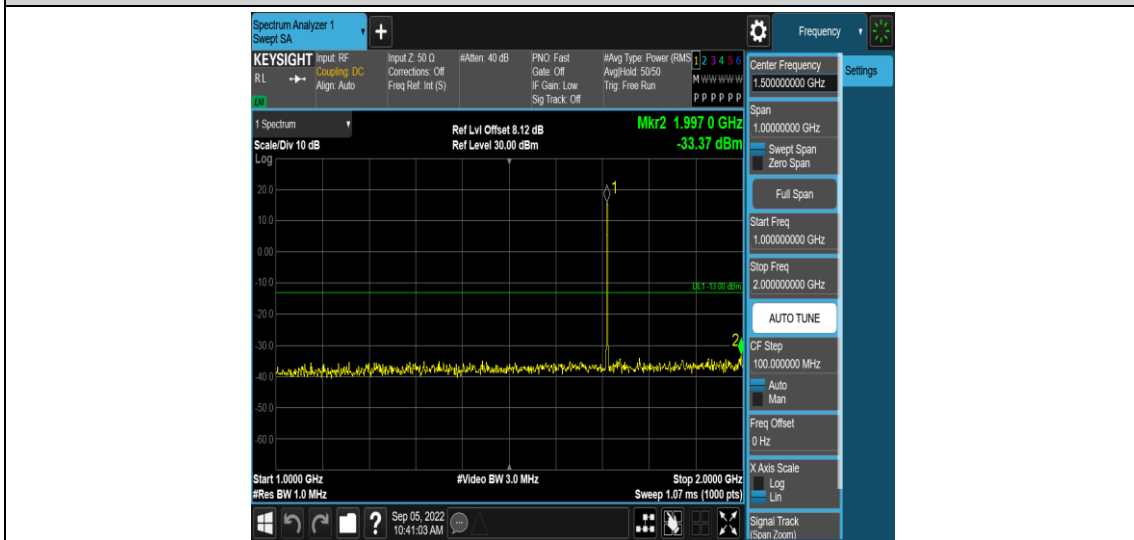 Spectrum Analyzer 1
Swept SA
+
Frequency
KEYSIGHT Input: RF Input Z: 50 Ω #Atten: 40 dB PNO: Fast #Avg Type: Power (RMS 1 2 3 4 5 6
RL Coupling: DC Corrections: Off Gate: Off Avg|Hold: 50/50 M W W W W W
Align: Auto Freq Ref: Int (S) IF Gain: Low Trig: Free Run
Sig Track: Off P P P P P P
LXI
1 Spectrum
Scale/Div 10 dB
Ref Lvl Offset 8.12 dB
Ref Level 30.00 dBm
Mkr2 1.997 0 GHz
-33.37 dBm
Log
20.0
10.0
0.00
-10.0
-20.0
-30.0
-40.0
-50.0
-60.0
1
DL1 -13.00 dBm
2
Start 1.0000 GHz #Video BW 3.0 MHz Stop 2.0000 GHz
#Res BW 1.0 MHz Sweep 1.07 ms (1000 pts)
? Sep 05, 2022
10:41:03 AM
Center Frequency
1.500000000 GHz
Settings
Span
1.00000000 GHz
Swept Span
Zero Span
Full Span
Start Freq
1.000000000 GHz
Stop Freq
2.000000000 GHz
AUTO TUNE
CF Step
100.000000 MHz
Auto
Man
Freq Offset
0 Hz
X Axis Scale
Log
Lin
Signal Track
(Span Zoom)